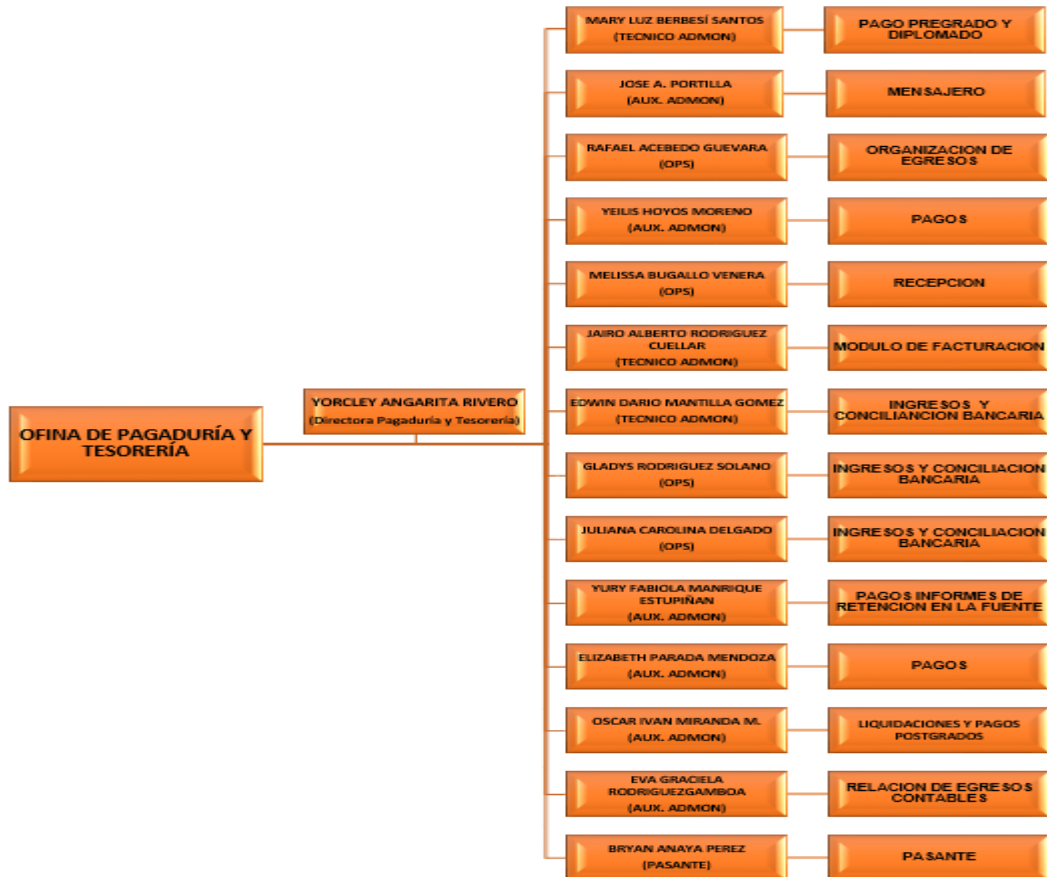 OFINA DE PAGADURÍA Y
TESORERÍA
YORCLEY ANGARITA RIVERO
(Directora Pagaduría y Tesorería)
MARY LUZ BERBESÍ SANTOS
(TECNICO ADMON)
PAGO PREGRADO Y
DIPLOMADO
JOSE A. PORTILLA
(AUX. ADMON)
MENSAJERO
RAFAEL ACEBEDO GUEVARA
(OPS)
ORGANIZACION DE
EGRESOS
YEILIS HOYOS MORENO
(AUX. ADMON)
PAGOS
MELISSA BUGALLO VENERA
(OPS)
RECEPCION
JAIRO ALBERTO RODRIGUEZ
CUELLAR
(TECNICO ADMON)
MODULO DE FACTURACION
EDWIN DARIO MANTILLA GOMEZ
(TECNICO ADMON)
INGRESOS Y
CONCILIANCION BANCARIA
GLADYS RODRIGUEZ SOLANO
(OPS)
INGRESOS Y CONCILIACION
BANCARIA
JULIANA CAROLINA DELGADO
(OPS)
INGRESOS Y CONCILIACION
BANCARIA
YURY FABIOLA MANRIQUE
ESTUPIÑAN
(AUX. ADMON)
PAGOS INFORMES DE
RETENCION EN LA FUENTE
ELIZABETH PARADA MENDOZA
(AUX. ADMON)
PAGOS
OSCAR IVAN MIRANDA M.
(AUX. ADMON)
LIQUIDACIONES Y PAGOS
POSTGRADOS
EVA GRACIELA
RODRIGUEZGAMBOA
(AUX. ADMON)
RELACION DE EGRESOS
CONTABLES
BRYAN ANAYA PEREZ
(PASANTE)
PASANTE